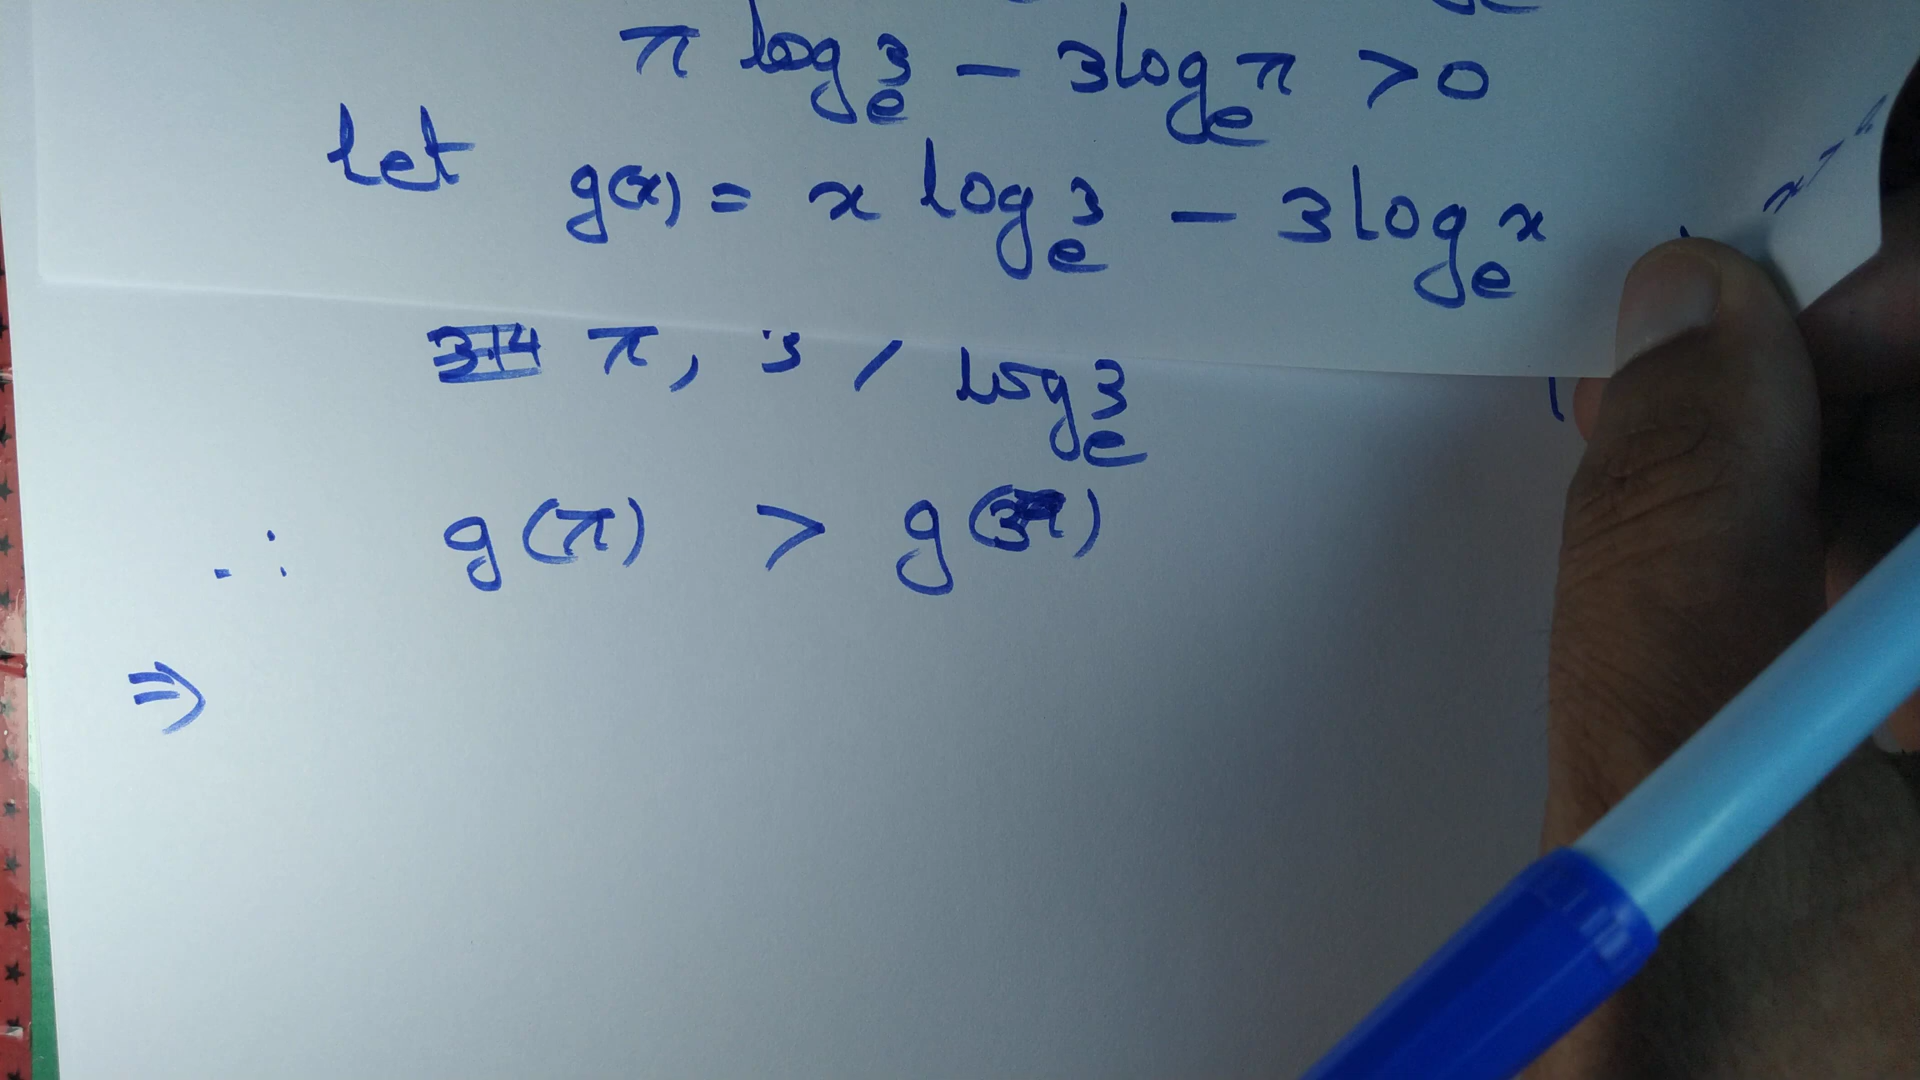 π log_e 3 - 3 log_e π > 0
Let g(x) = x log_e 3 - 3 log_e x
π, 3 / log_e 3
∴ g(π) > g(3)
⇒